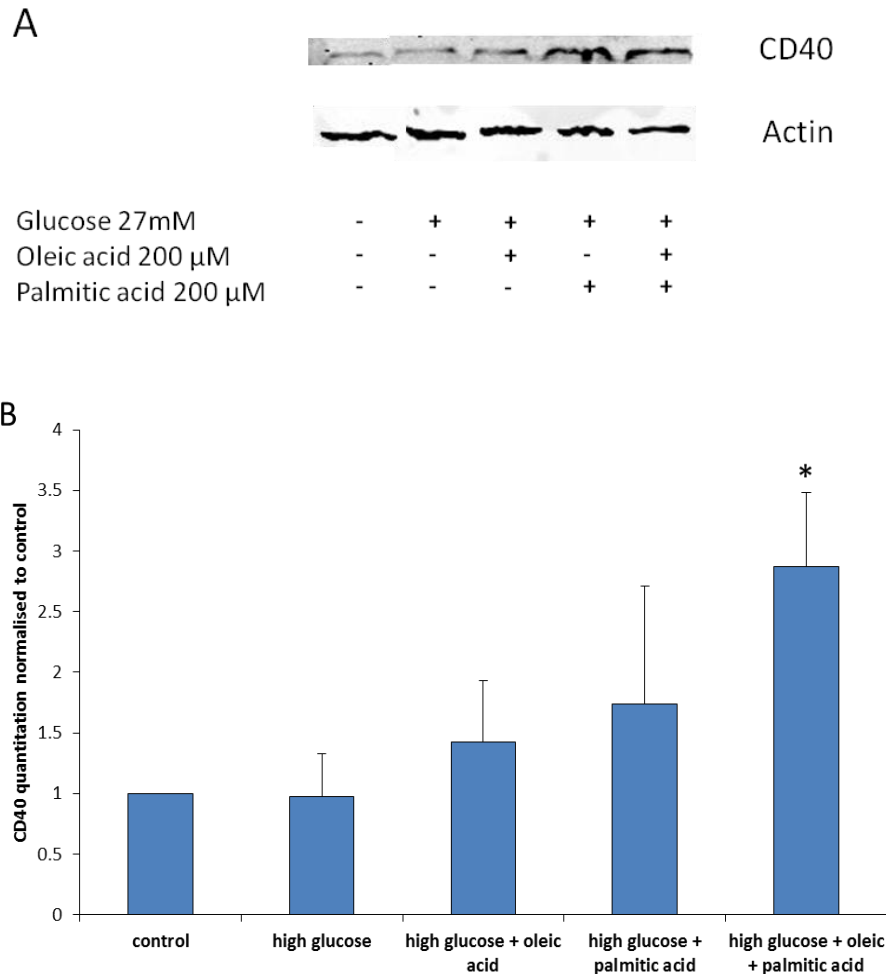 A
CD40
Actin
Glucose 27mM - + + + +
Oleic acid 200 µM - - + - +
Palmitic acid 200 µM - - - + +
B
CD40 quantitation normalised to control
4
3.5
3
2.5
2
1.5
1
0.5
0
*
control
high glucose
high glucose + oleic
acid
high glucose +
palmitic acid
high glucose + oleic
+ palmitic acid